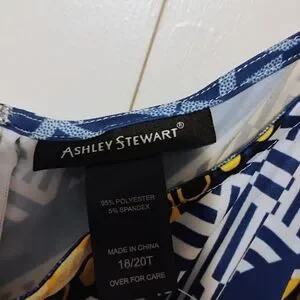 ASHLEY STEWART®
95% POLYESTER
5% SPANDEX
MADE IN CHINA
18/20T
OVER FOR CARE